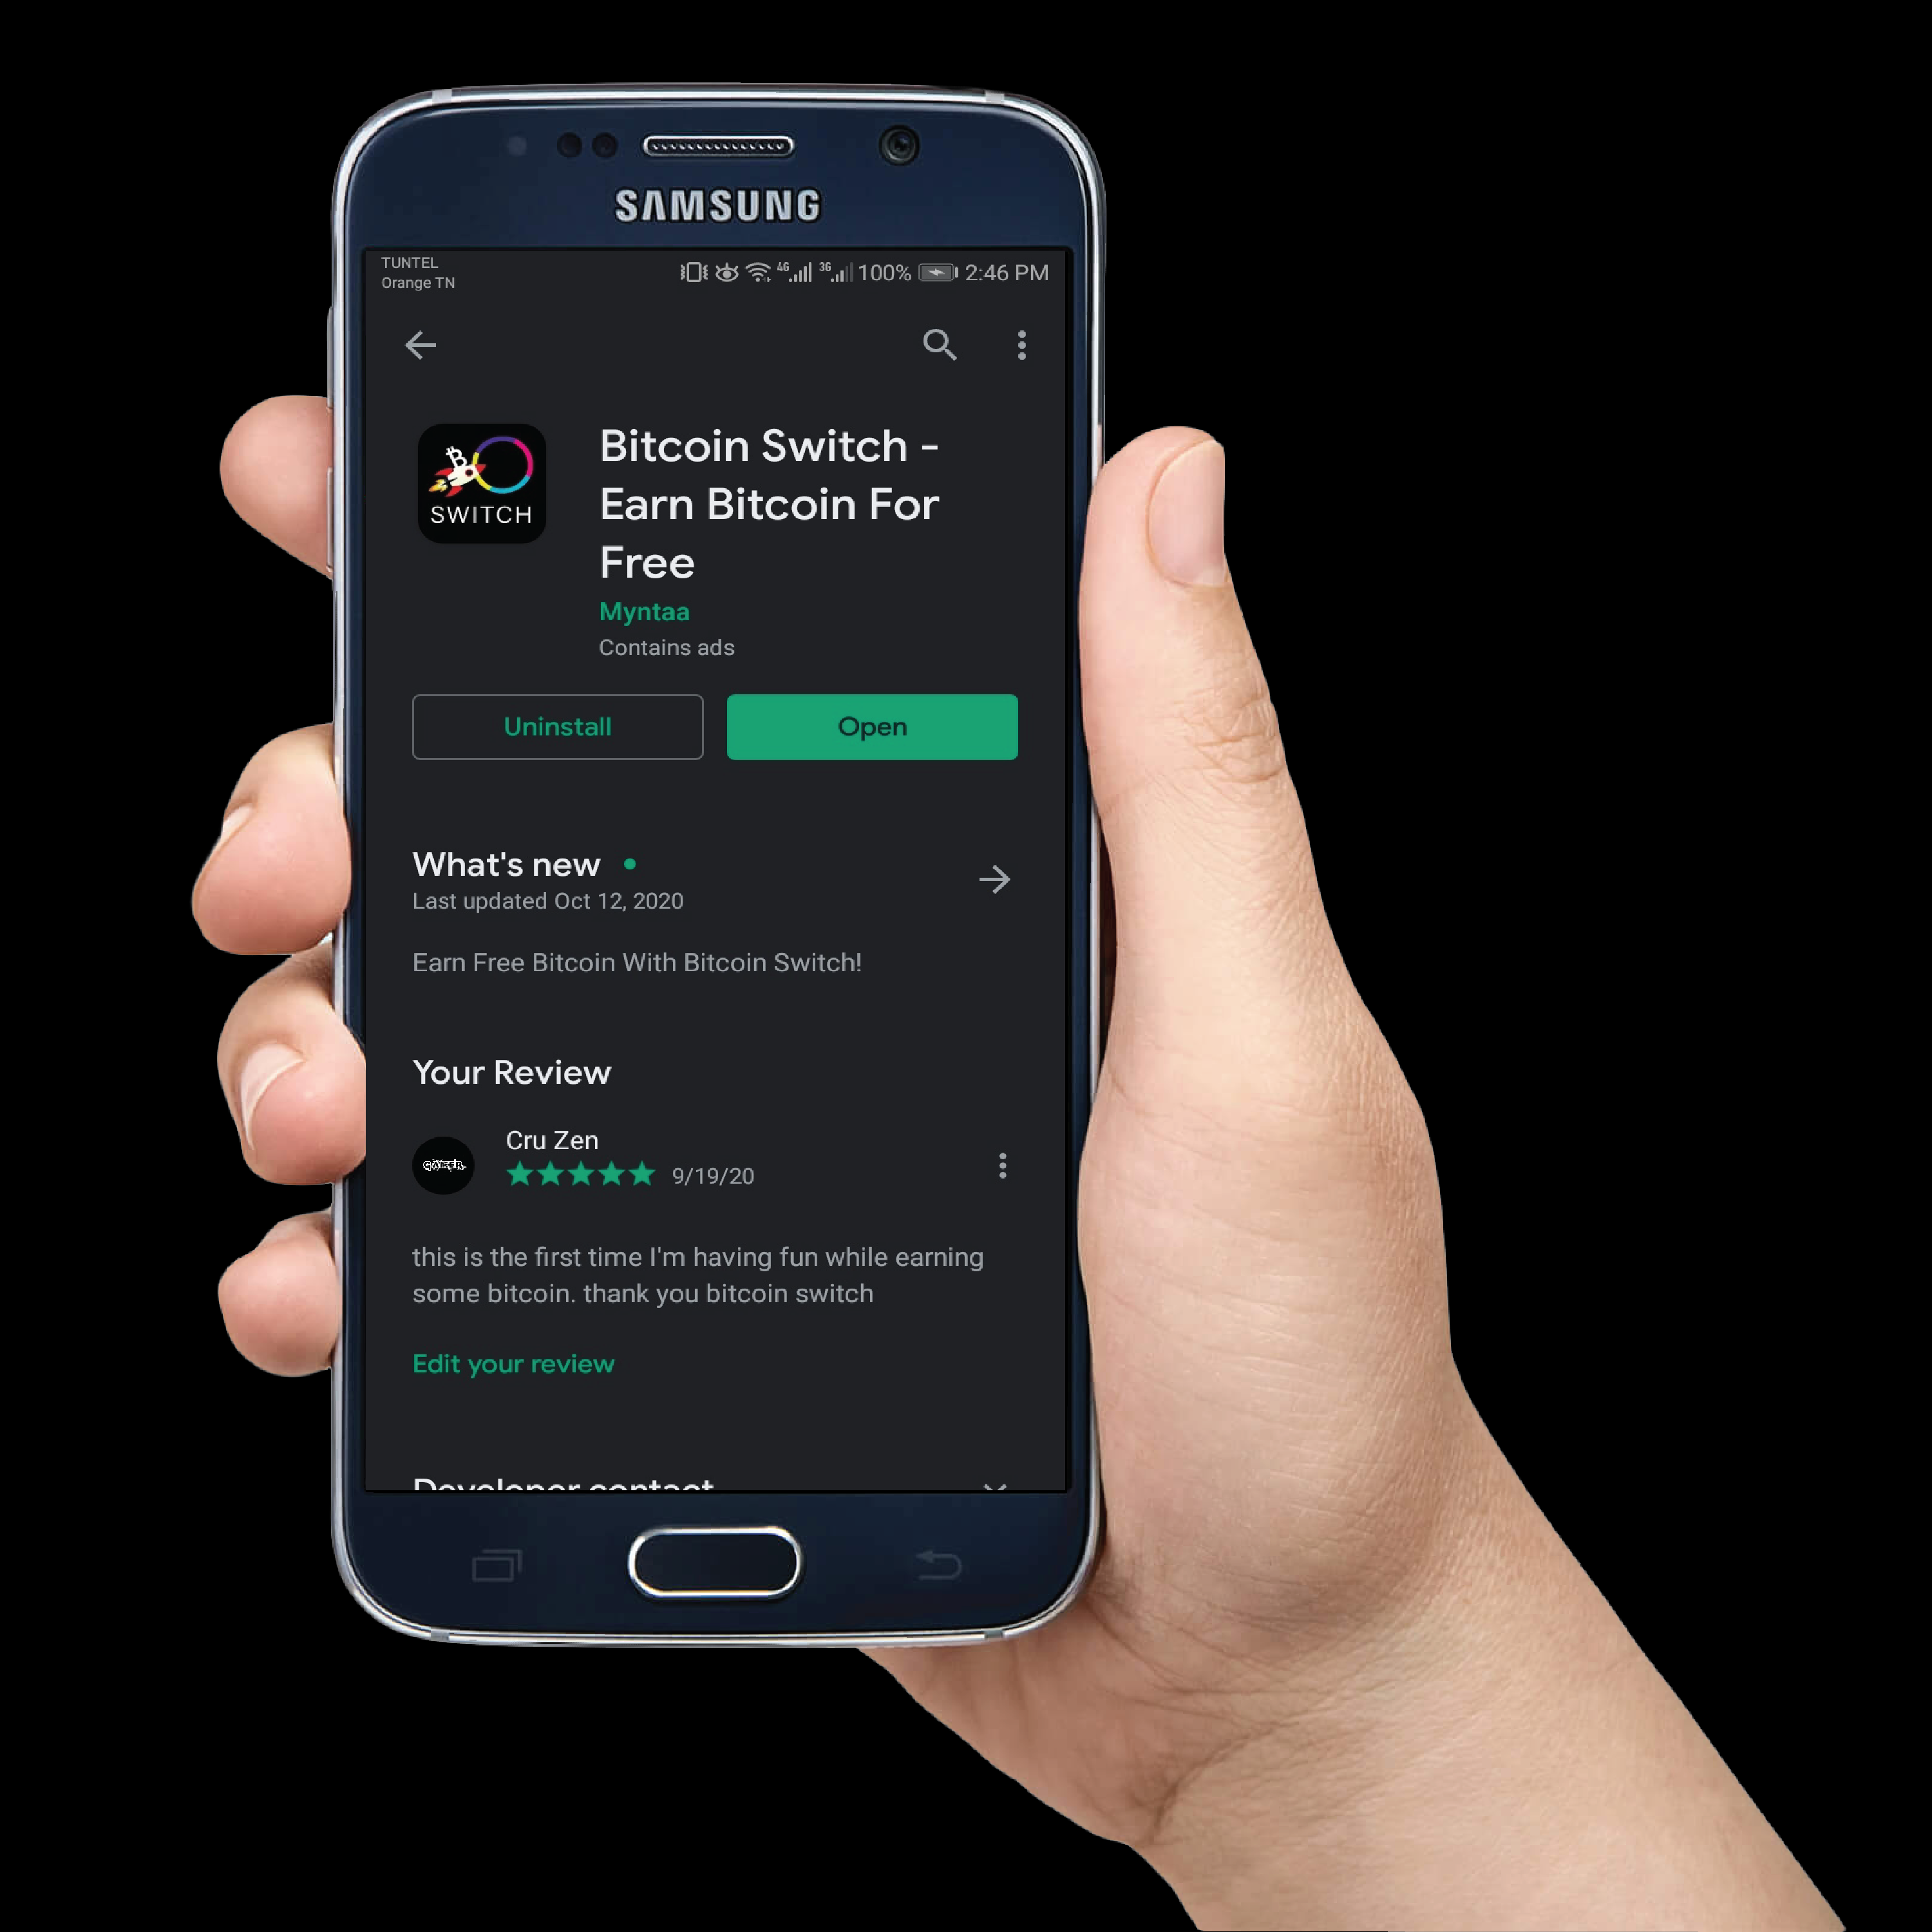 SAMSUNG
TUNTEL
Orange TN
4G 3G 100% 2:46 PM
SWITCH
Bitcoin Switch -
Earn Bitcoin For
Free
Myntaa
Contains ads
Uninstall
Open
What's new
Last updated Oct 12, 2020
Earn Free Bitcoin With Bitcoin Switch!
Your Review
GAMER
Cru Zen
9/19/20
this is the first time I'm having fun while earning
some bitcoin. thank you bitcoin switch
Edit your review
Developer contact